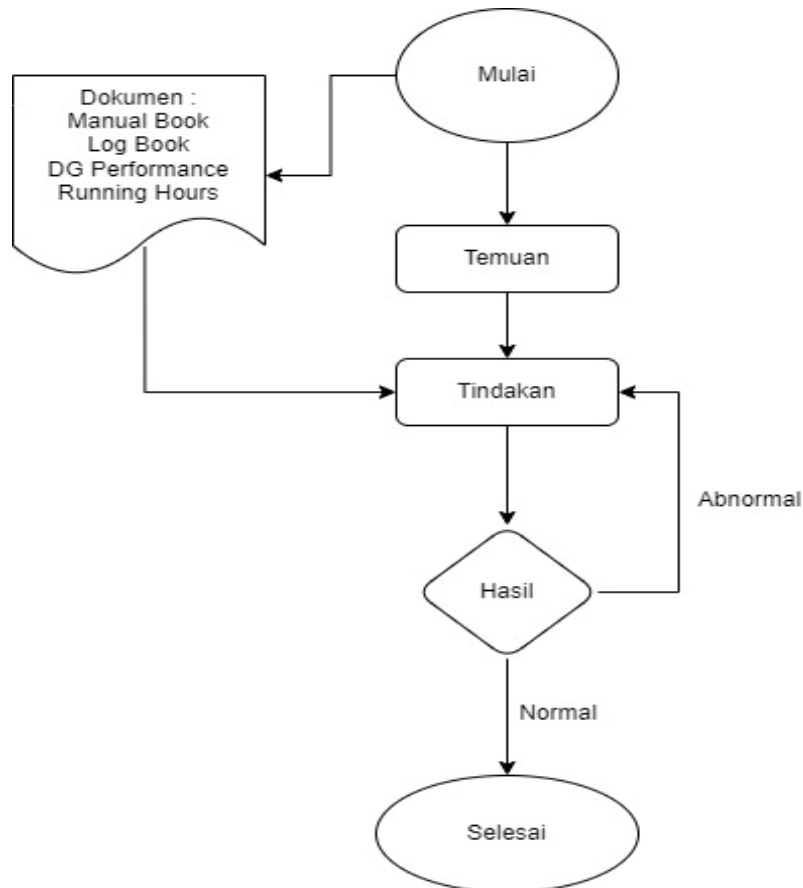 Mulai
Dokumen :
Manual Book
Log Book
DG Performance
Running Hours
Temuan
Tindakan
Abnormal
Hasil
Normal
Selesai